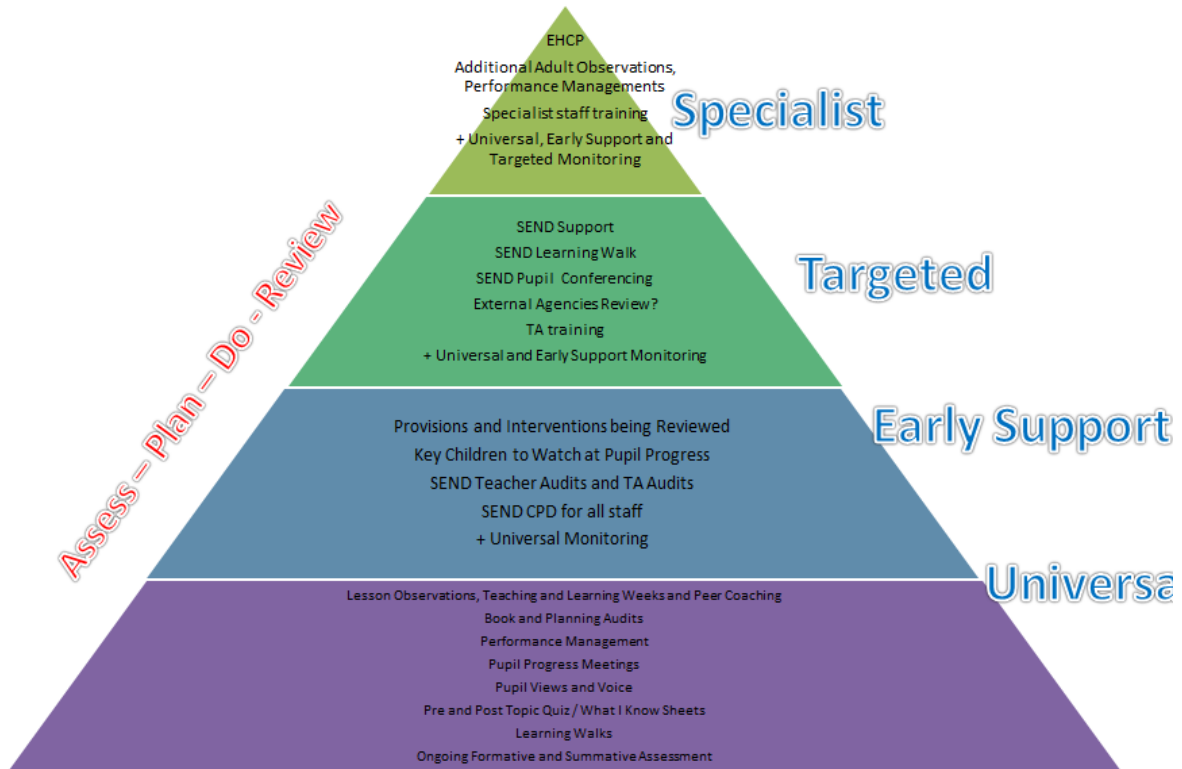 EHCP
Additional Adult Observations,
Performance Managements
Specialist staff training
+ Universal, Early Support and
Targeted Monitoring
Specialist
SEND Support
SEND Learning Walk
SEND Pupil Conferencing
External Agencies Review?
TA training
+ Universal and Early Support Monitoring
Targeted
Assess – Plan – Do - Review
Provisions and Interventions being Reviewed
Key Children to Watch at Pupil Progress
SEND Teacher Audits and TA Audits
SEND CPD for all staff
+ Universal Monitoring
Early Support
Universa
Lesson Observations, Teaching and Learning Weeks and Peer Coaching
Book and Planning Audits
Performance Management
Pupil Progress Meetings
Pupil Views and Voice
Pre and Post Topic Quiz / What I Know Sheets
Learning Walks
Ongoing Formative and Summative Assessment